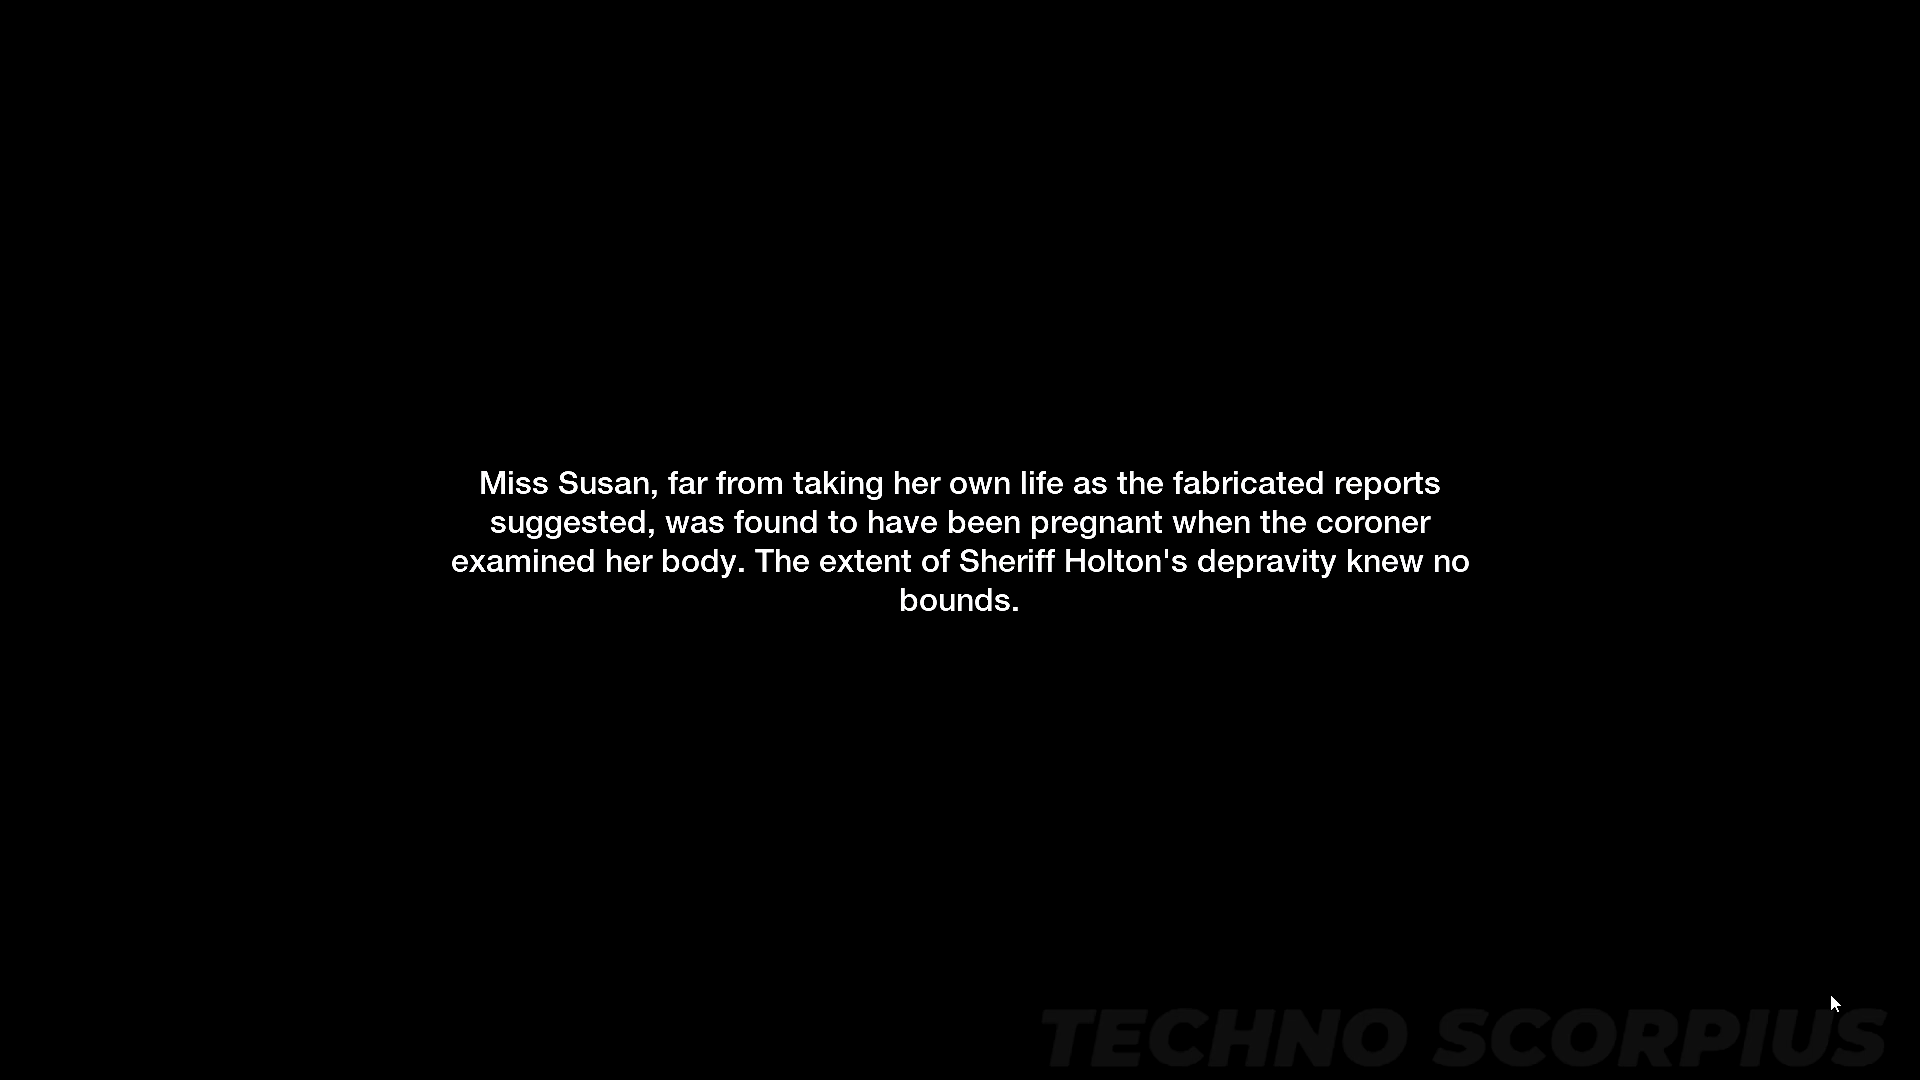 Miss Susan, far from taking her own life as the fabricated reports
suggested, was found to have been pregnant when the coroner
examined her body. The extent of Sheriff Holton's depravity knew no
bounds.
TECHNO SCORPIUS